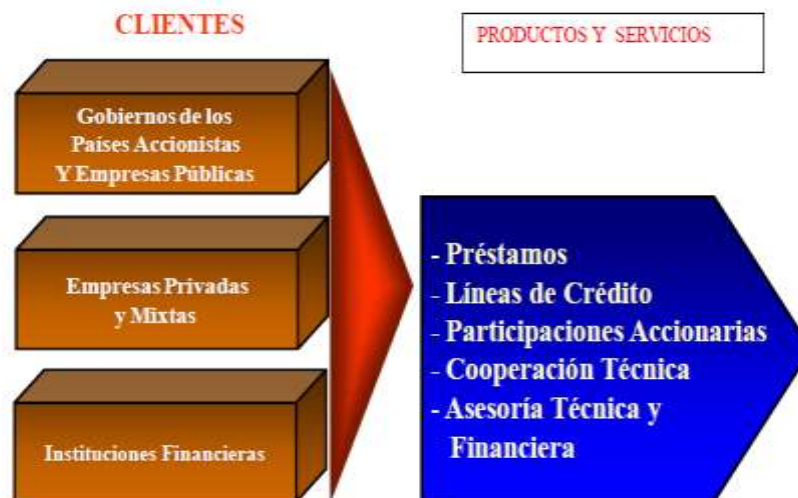 CLIENTES
PRODUCTOS Y SERVICIOS
Gobiernos de los
Países Accionistas
Y Empresas Públicas
Empresas Privadas
y Mixtas
Instituciones Financieras
- Préstamos
- Líneas de Crédito
- Participaciones Accionarias
- Cooperación Técnica
- Asesoría Técnica y
Financiera